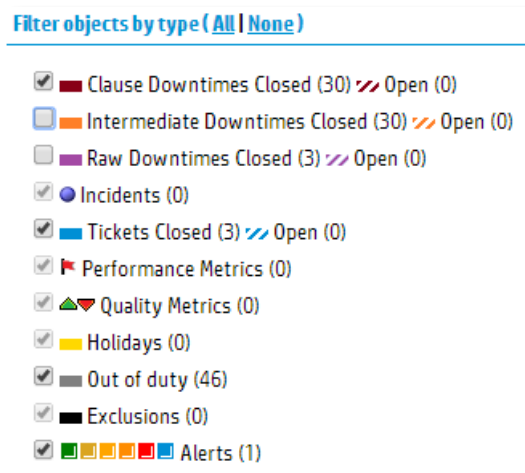 Filter objects by type ( All | None )
Clause Downtimes Closed (30) Open (0)
Intermediate Downtimes Closed (30) Open (0)
Raw Downtimes Closed (3) Open (0)
Incidents (0)
Tickets Closed (3) Open (0)
Performance Metrics (0)
Quality Metrics (0)
Holidays (0)
Out of duty (46)
Exclusions (0)
Alerts (1)